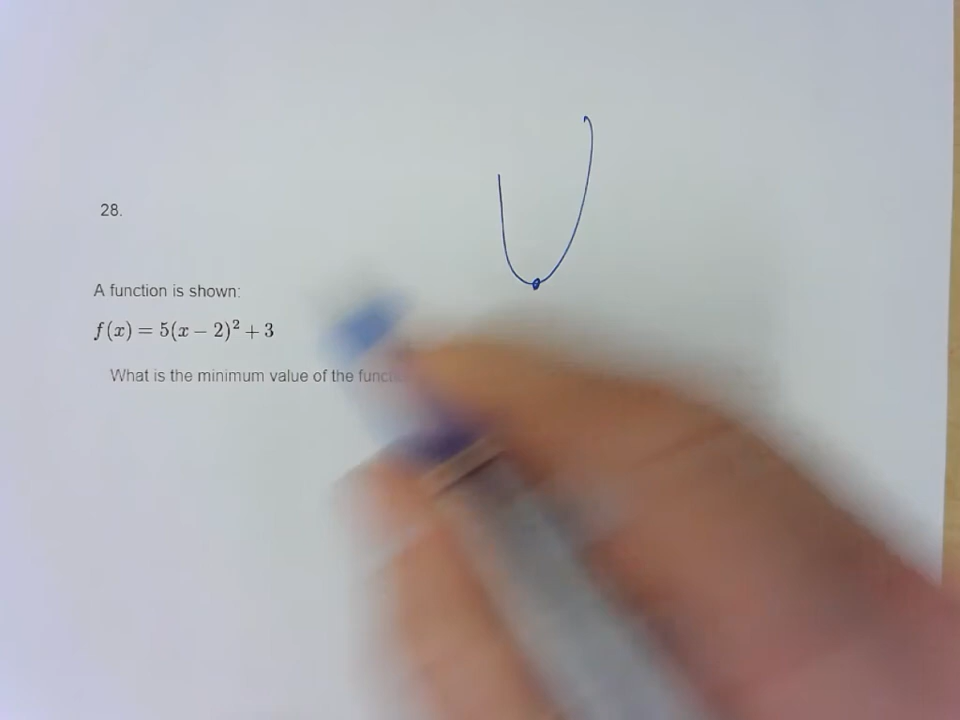 28.
A function is shown:
f(x) = 5(x − 2)² + 3
What is the minimum value of the